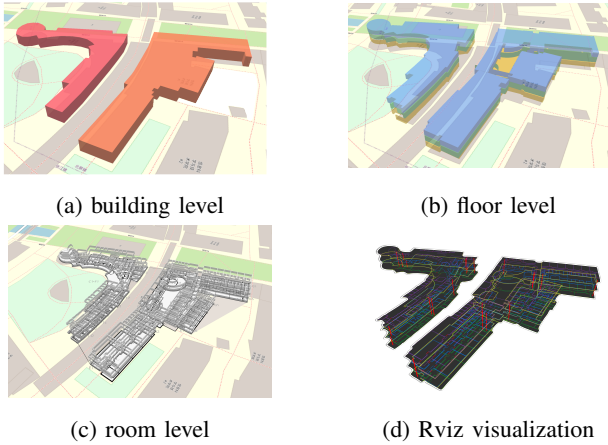 (a) building level
(b) floor level
(c) room level
(d) Rviz visualization